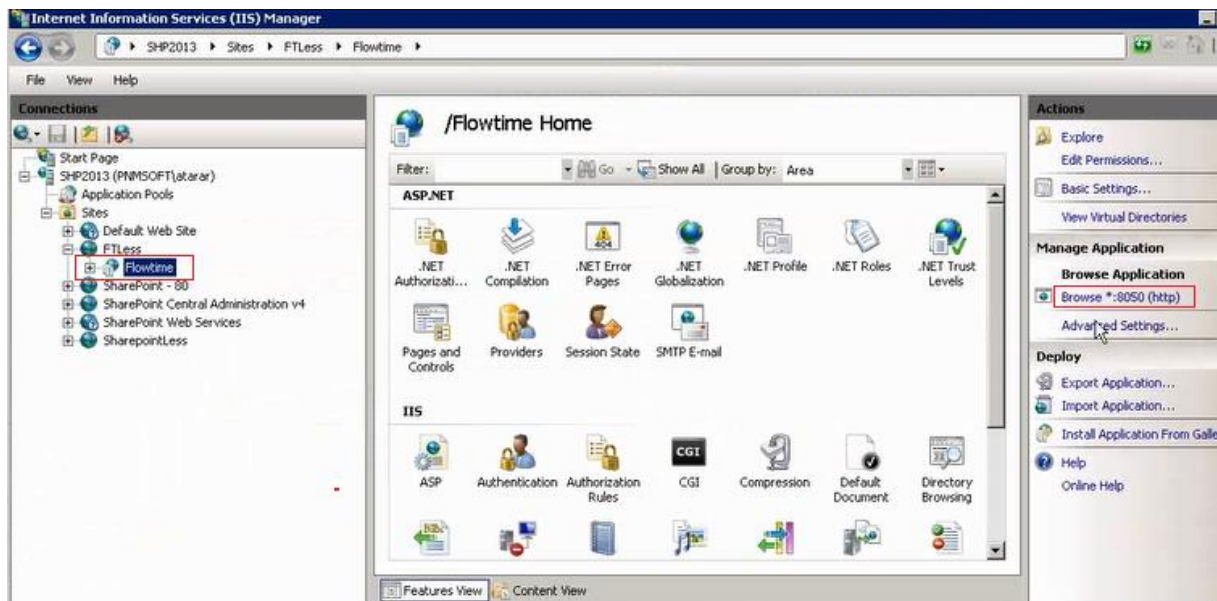 Internet Information Services (IIS) Manager
SHP2013 Sites FTLess Flowtime
File View Help
Connections
Start Page
SHP2013 (PNMSOFT\atarar)
Application Pools
Sites
Default Web Site
FTLess
Flowtime
SharePoint - 80
SharePoint Central Administration v4
SharePoint Web Services
SharepointLess
/Flowtime Home
Filter: Go Show All Group by: Area
ASP.NET
.NET Authorizati...
.NET Compilation
.NET Error Pages
404
.NET Globalization
.NET Profile
.NET Roles
.NET Trust Levels
Pages and Controls
Providers
Session State
SMTP E-mail
IIS
ASP
Authentication
Authorization Rules
CGI
CGI
Compression
Default Document
Directory Browsing
Features View Content View
Actions
Explore
Edit Permissions...
Basic Settings...
View Virtual Directories
Manage Application
Browse Application
Browse *:8050 (http)
Advanced Settings...
Deploy
Export Application...
Import Application...
Install Application From Galle
Help
Online Help